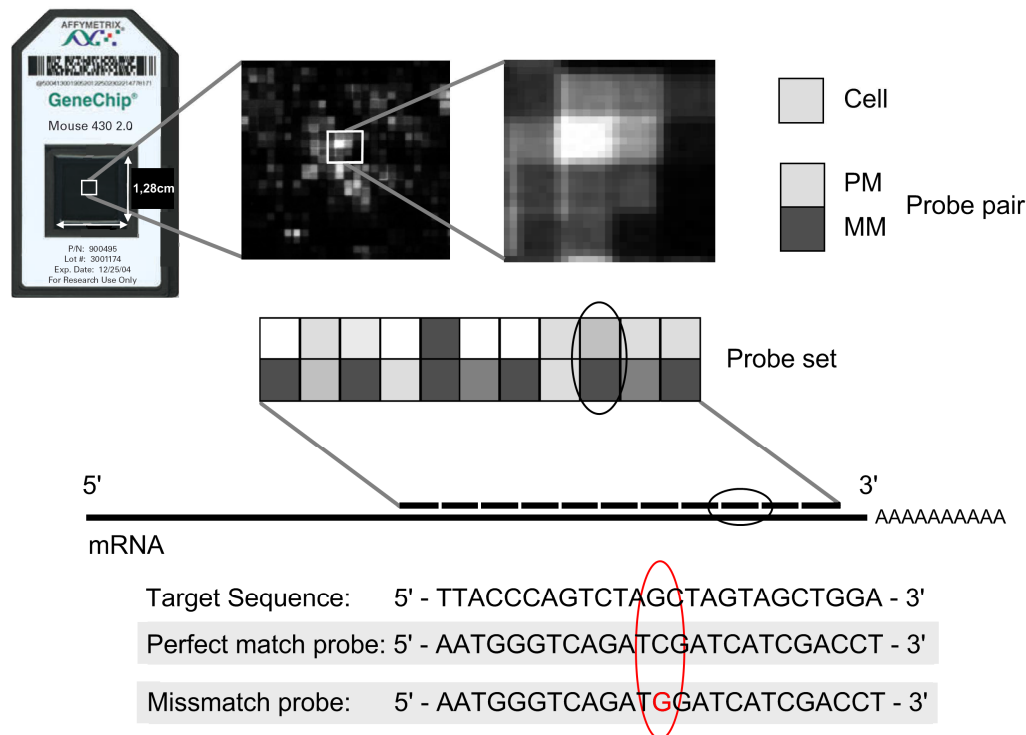 AFFYMETRIX
GeneChip®
Mouse 430 2.0
1,28cm
P/N: 900495
Lot #: 3001174
Exp. Date: 12/25/04
For Research Use Only
Cell
PM
MM
Probe pair
Probe set
5'
3'
AAAAAAAAAA
mRNA
Target Sequence: 5' - TTACCCAGTCTAGCTAGTAGCTGGA - 3'
Perfect match probe: 5' - AATGGGTCAGATCGATCATCGACCT - 3'
Missmatch probe: 5' - AATGGGTCAGATGGATCATCGACCT - 3'